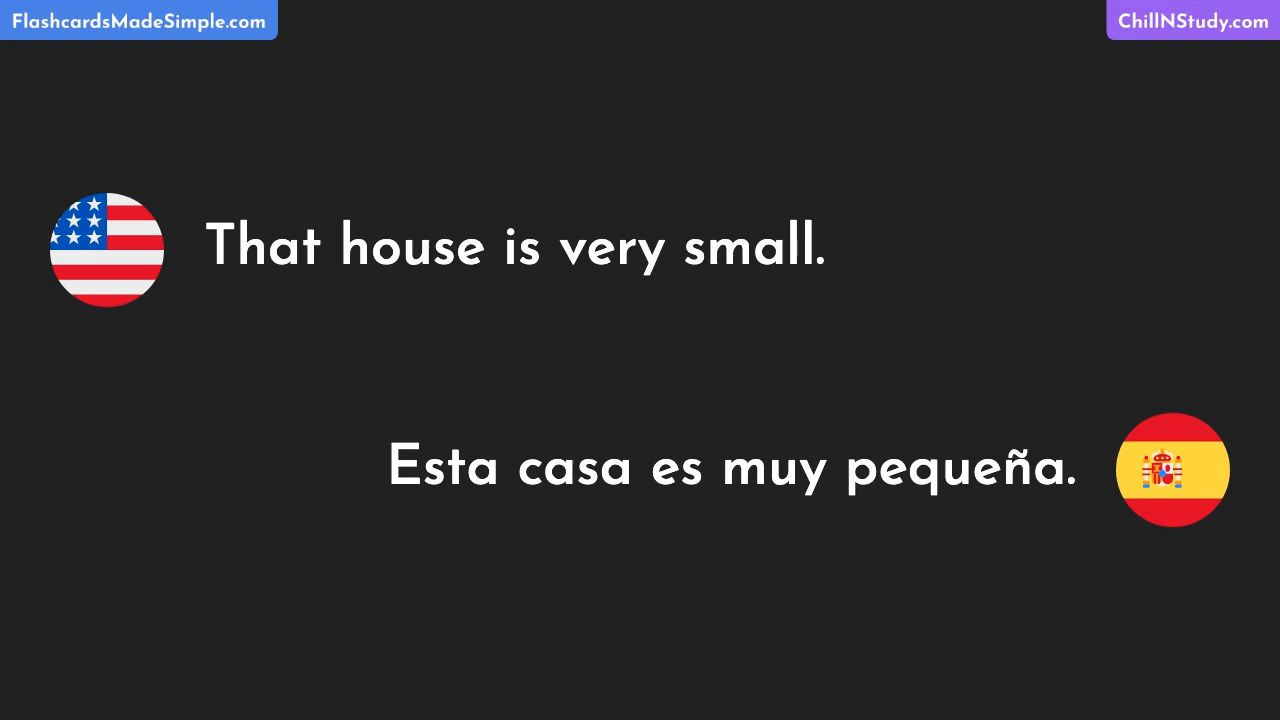 FlashcardsMadeSimple.com
ChillNStudy.com
That house is very small.
Esta casa es muy pequeña.